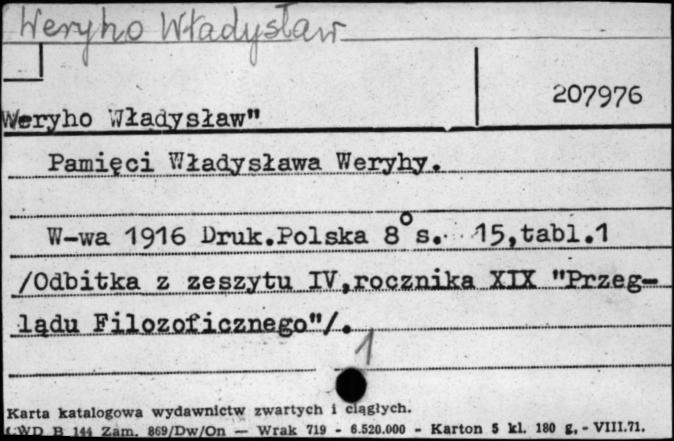 Weryho Władysław
207976
Weryho Władysław"
Pamięci Władysława Weryhy.
W-wa 1916 Druk.Polska 8° s. 15,tabl.1
/Odbitka z zeszytu IV,rocznika XIX "Przeg-
lądu Filozoficznego"/.
1
Karta katalogowa wydawnictw zwartych i ciągłych.
CWD B 144 Zam. 869/Dw/On — Wrak 719 - 6.520.000 - Karton 5 kl. 180 g, - VIII.71.